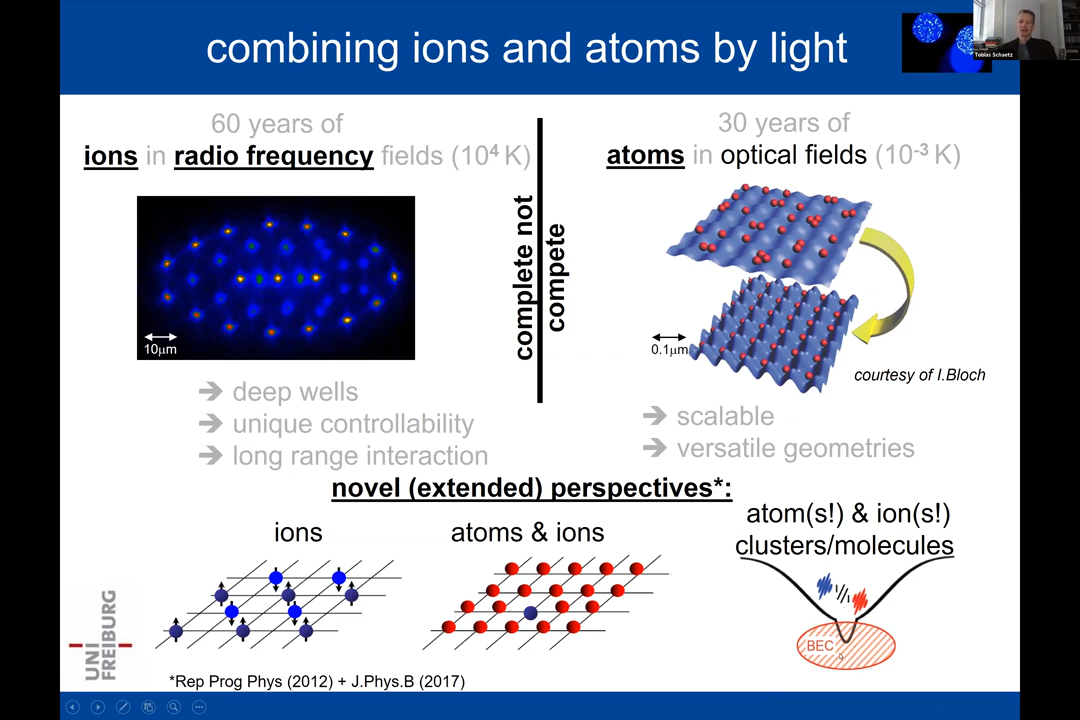 combining ions and atoms by light
Tobias Schaetz
60 years of
ions in radio frequency fields (10⁴ K)
10µm
➔ deep wells
➔ unique controllability
➔ long range interaction
complete not
compete
30 years of
atoms in optical fields (10⁻³ K)
0.1µm
courtesy of I.Bloch
➔ scalable
➔ versatile geometries
novel (extended) perspectives*:
ions
atoms & ions
atom(s!) & ion(s!)
clusters/molecules
BEC
UNI
FREIBURG
*Rep Prog Phys (2012) + J.Phys.B (2017)